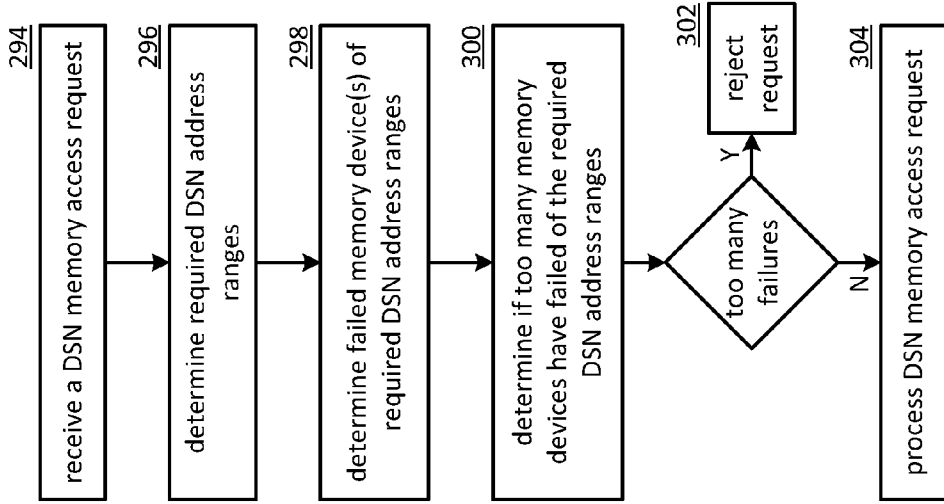 294
receive a DSN memory access request
296
determine required DSN address
ranges
298
determine failed memory device(s) of
required DSN address ranges
300
determine if too many memory
devices have failed of the required
DSN address ranges
too many
failures
Y
302
reject
request
N
304
process DSN memory access request